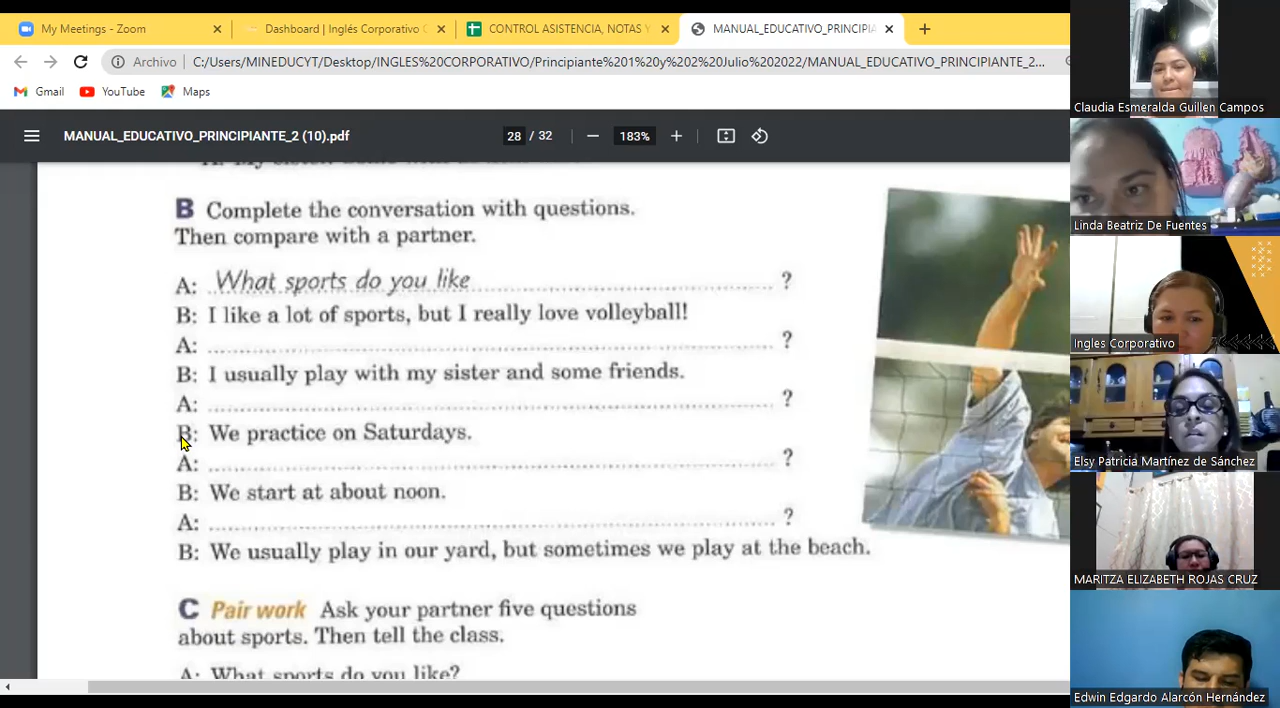 My Meetings - Zoom
Dashboard | Inglés Corporativo
CONTROL ASISTENCIA, NOTAS Y
MANUAL_EDUCATIVO_PRINCIPIA
Archivo C:/Users/MINEDUCYT/Desktop/INGLES%20CORPORATIVO/Principiante%201%20y%202%20Julio%202022/MANUAL_EDUCATIVO_PRINCIPIANTE_2...
Gmail YouTube Maps
MANUAL_EDUCATIVO_PRINCIPIANTE_2 (10).pdf 28 / 32 183%
B Complete the conversation with questions.
Then compare with a partner.
A: What sports do you like ?
B: I like a lot of sports, but I really love volleyball!
A: ?
B: I usually play with my sister and some friends.
A: ?
B: We practice on Saturdays.
A: ?
B: We start at about noon.
A: ?
B: We usually play in our yard, but sometimes we play at the beach.
C Pair work Ask your partner five questions
about sports. Then tell the class.
A: What sports do you like?
Claudia Esmeralda Guillen Campos
Linda Beatriz De Fuentes
Ingles Corporativo
Elsy Patricia Martínez de Sánchez
MARITZA ELIZABETH ROJAS CRUZ
Edwin Edgardo Alarcón Hernández